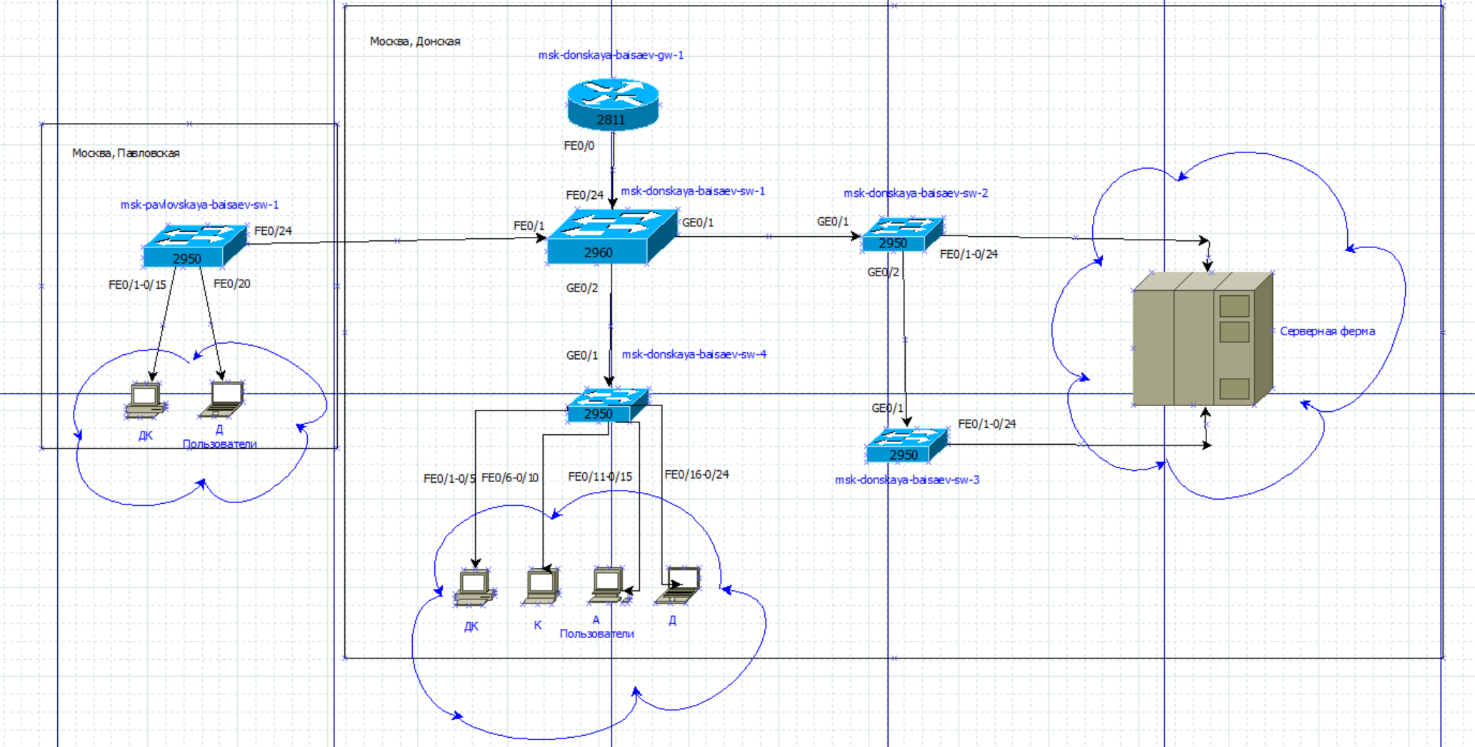 Москва, Донская
msk-donskaya-baisaev-gw-1
2811
FE0/0
Москва, Павловская
msk-pavlovskaya-baisaev-sw-1
FE0/24
2950
FE0/1-0/15
FE0/20
ДК
Д
Пользователи
FE0/24
msk-donskaya-baisaev-sw-1
FE0/1
GE0/1
2960
GE0/2
msk-donskaya-baisaev-sw-2
GE0/1
2950
FE0/1-0/24
GE0/2
Серверная ферма
GE0/1
msk-donskaya-baisaev-sw-4
2950
GE0/1
FE0/1-0/24
2950
msk-donskaya-baisaev-sw-3
FE0/1-0/5
FE0/6-0/10
FE0/11-0/15
FE0/16-0/24
ДК
К
А
Д
Пользователи